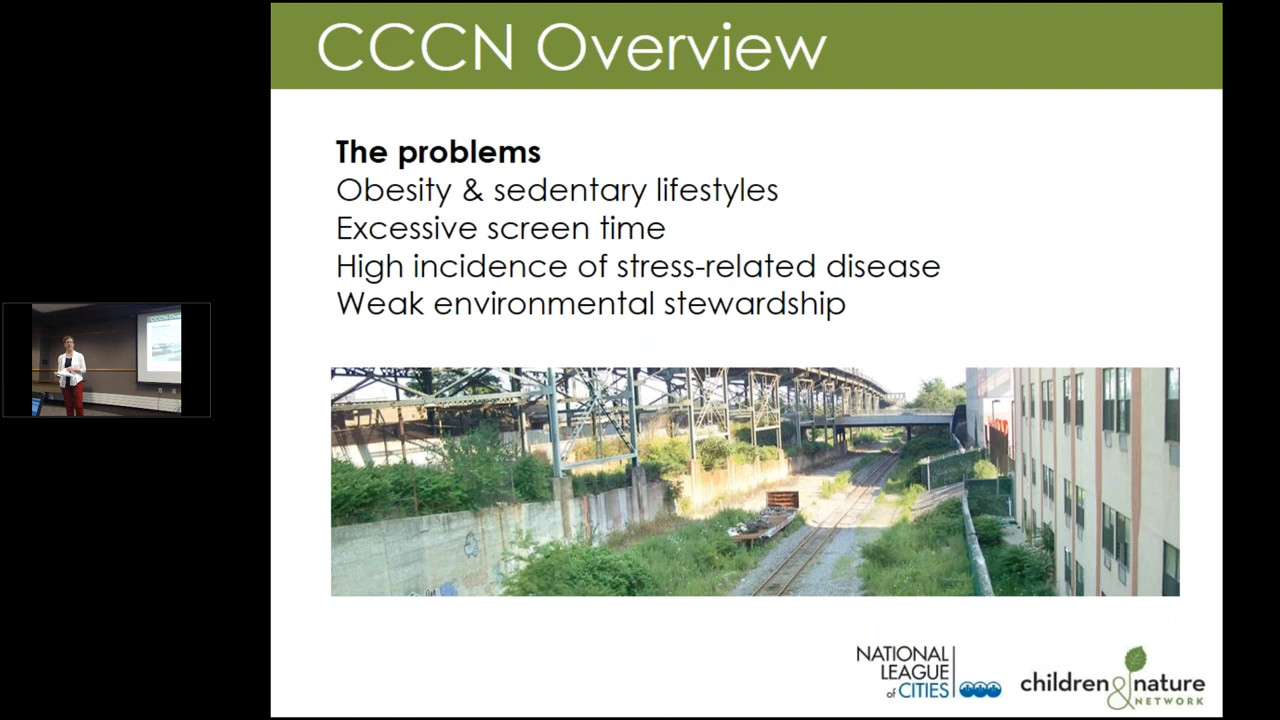 CCCN Overview
The problems
Obesity & sedentary lifestyles
Excessive screen time
High incidence of stress-related disease
Weak environmental stewardship
NATIONAL
LEAGUE
of CITIES
children & nature
NETWORK